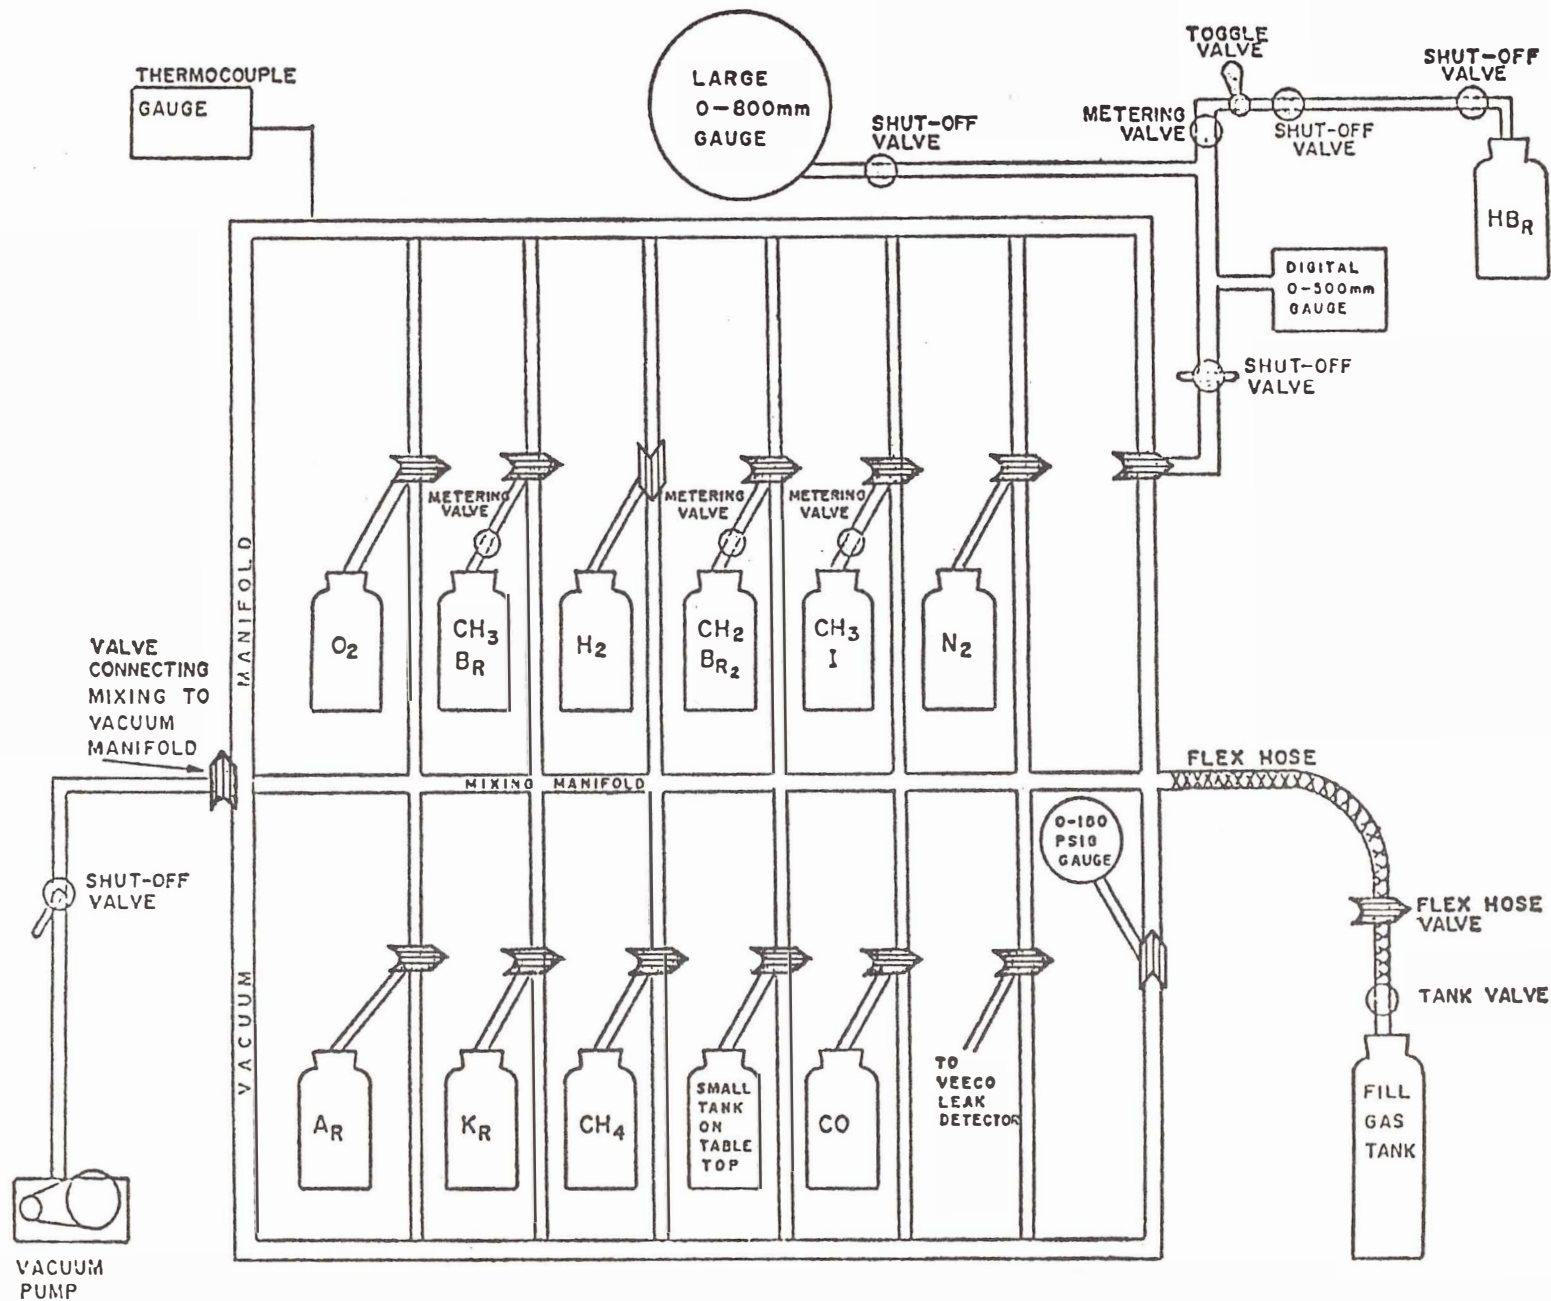 THERMOCOUPLE
GAUGE
LARGE
0-800mm
GAUGE
SHUT-OFF
VALVE
TOGGLE
VALVE
METERING
VALVE
SHUT-OFF
VALVE
SHUT-OFF
VALVE
HBR
DIGITAL
0-500mm
GAUGE
SHUT-OFF
VALVE
METERING
VALVE
METERING
VALVE
METERING
VALVE
O2
CH3
BR
H2
CH2
BR2
CH3
I
N2
MANIFOLD
VALVE
CONNECTING
MIXING TO
VACUUM
MANIFOLD
MIXING MANIFOLD
FLEX HOSE
0-150
PSIG
GAUGE
SHUT-OFF
VALVE
FLEX HOSE
VALVE
TANK VALVE
VACUUM
AR
KR
CH4
SMALL
TANK
ON
TABLE
TOP
CO
TO
VEECO
LEAK
DETECTOR
FILL
GAS
TANK
VACUUM
PUMP